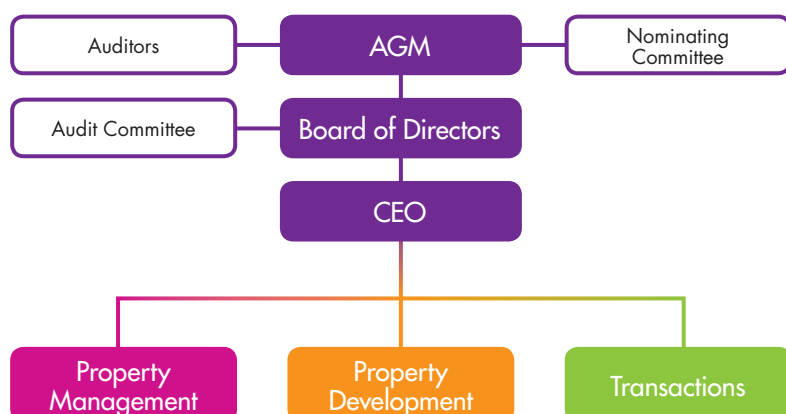 Auditors
AGM
Nominating
Committee
Audit Committee
Board of Directors
CEO
Property
Management
Property
Development
Transactions